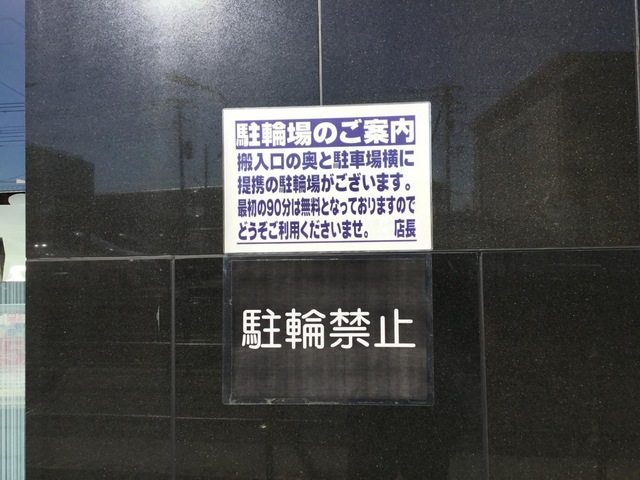 駐輪場のご案内
搬入口の奥と駐車場横に
提携の駐輪場がございます。
最初の90分は無料となっておりますので
どうぞご利用くださいませ。 店長
駐輪禁止